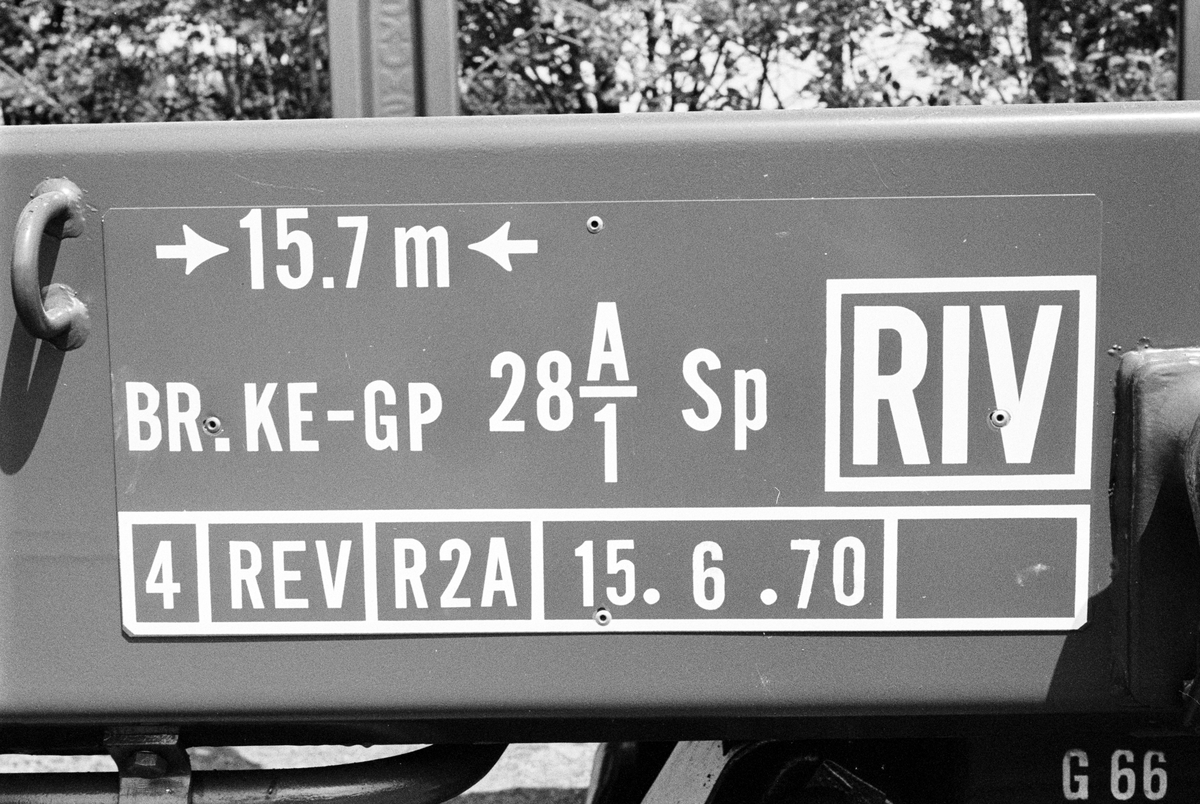 15.7 m
BR. KE-GP 28 A/1 Sp
RIV
4 REV R2A 15. 6 .70
G 66